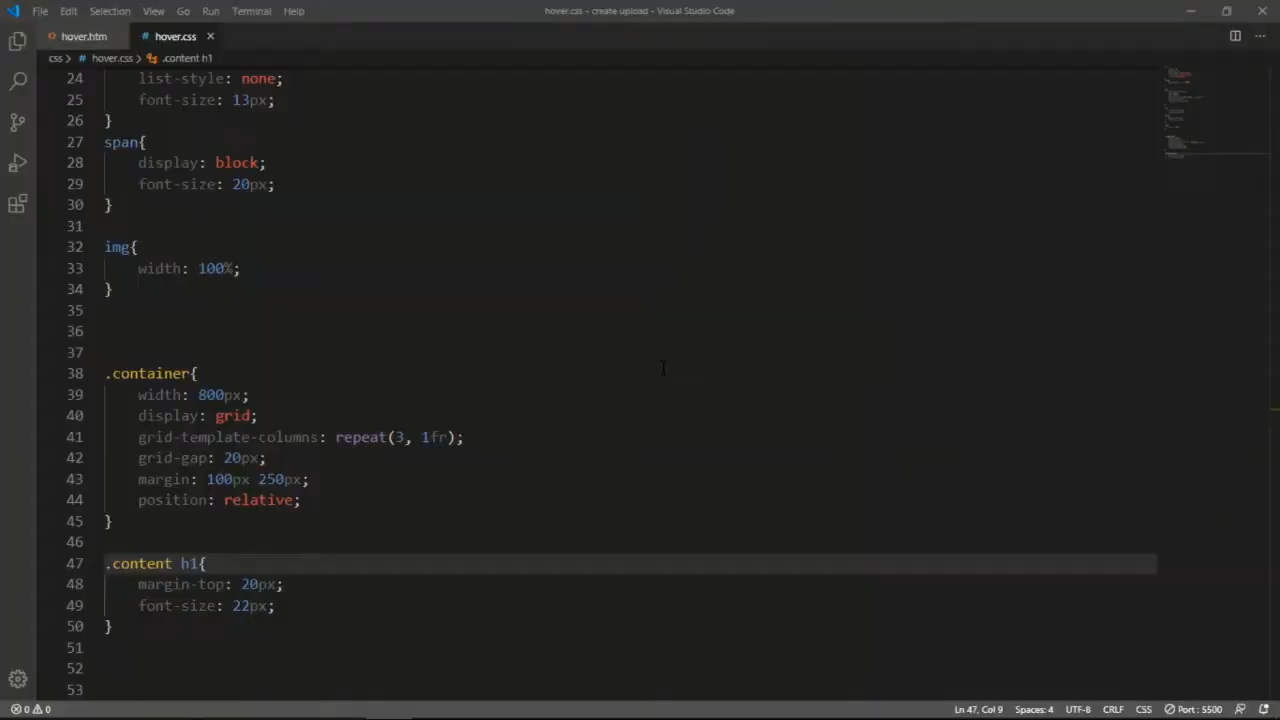 File Edit Selection View Go Run Terminal Help hover.css - create upload - Visual Studio Code
hover.htm hover.css
css > # hover.css > .content h1
24 list-style: none;
25 font-size: 13px;
26 }
27 span{
28 display: block;
29 font-size: 20px;
30 }
31
32 img{
33 width: 100%;
34 }
35
36
37
38 .container{
39 width: 800px;
40 display: grid;
41 grid-template-columns: repeat(3, 1fr);
42 grid-gap: 20px;
43 margin: 100px 250px;
44 position: relative;
45 }
46
47 .content h1{
48 margin-top: 20px;
49 font-size: 22px;
50 }
51
52
53
0 0 Ln 47, Col 9 Spaces: 4 UTF-8 CRLF CSS Port : 5500